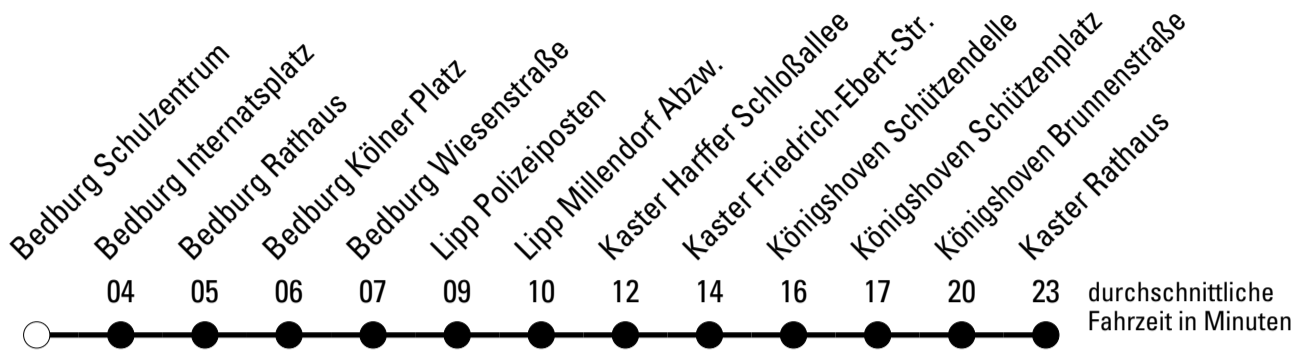 Bedburg Schulzentrum
Bedburg Internatsplatz
Bedburg Rathaus
Bedburg Kölner Platz
Bedburg Wiesenstraße
Lipp Polizeiposten
Lipp Millendorf Abzw.
Kaster Harffer Schloßallee
Kaster Friedrich-Ebert-Str.
Königshoven Schützendelle
Königshoven Schützenplatz
Königshoven Brunnenstraße
Kaster Rathaus
04 05 06 07 09 10 12 14 16 17 20 23
durchschnittliche
Fahrzeit in Minuten